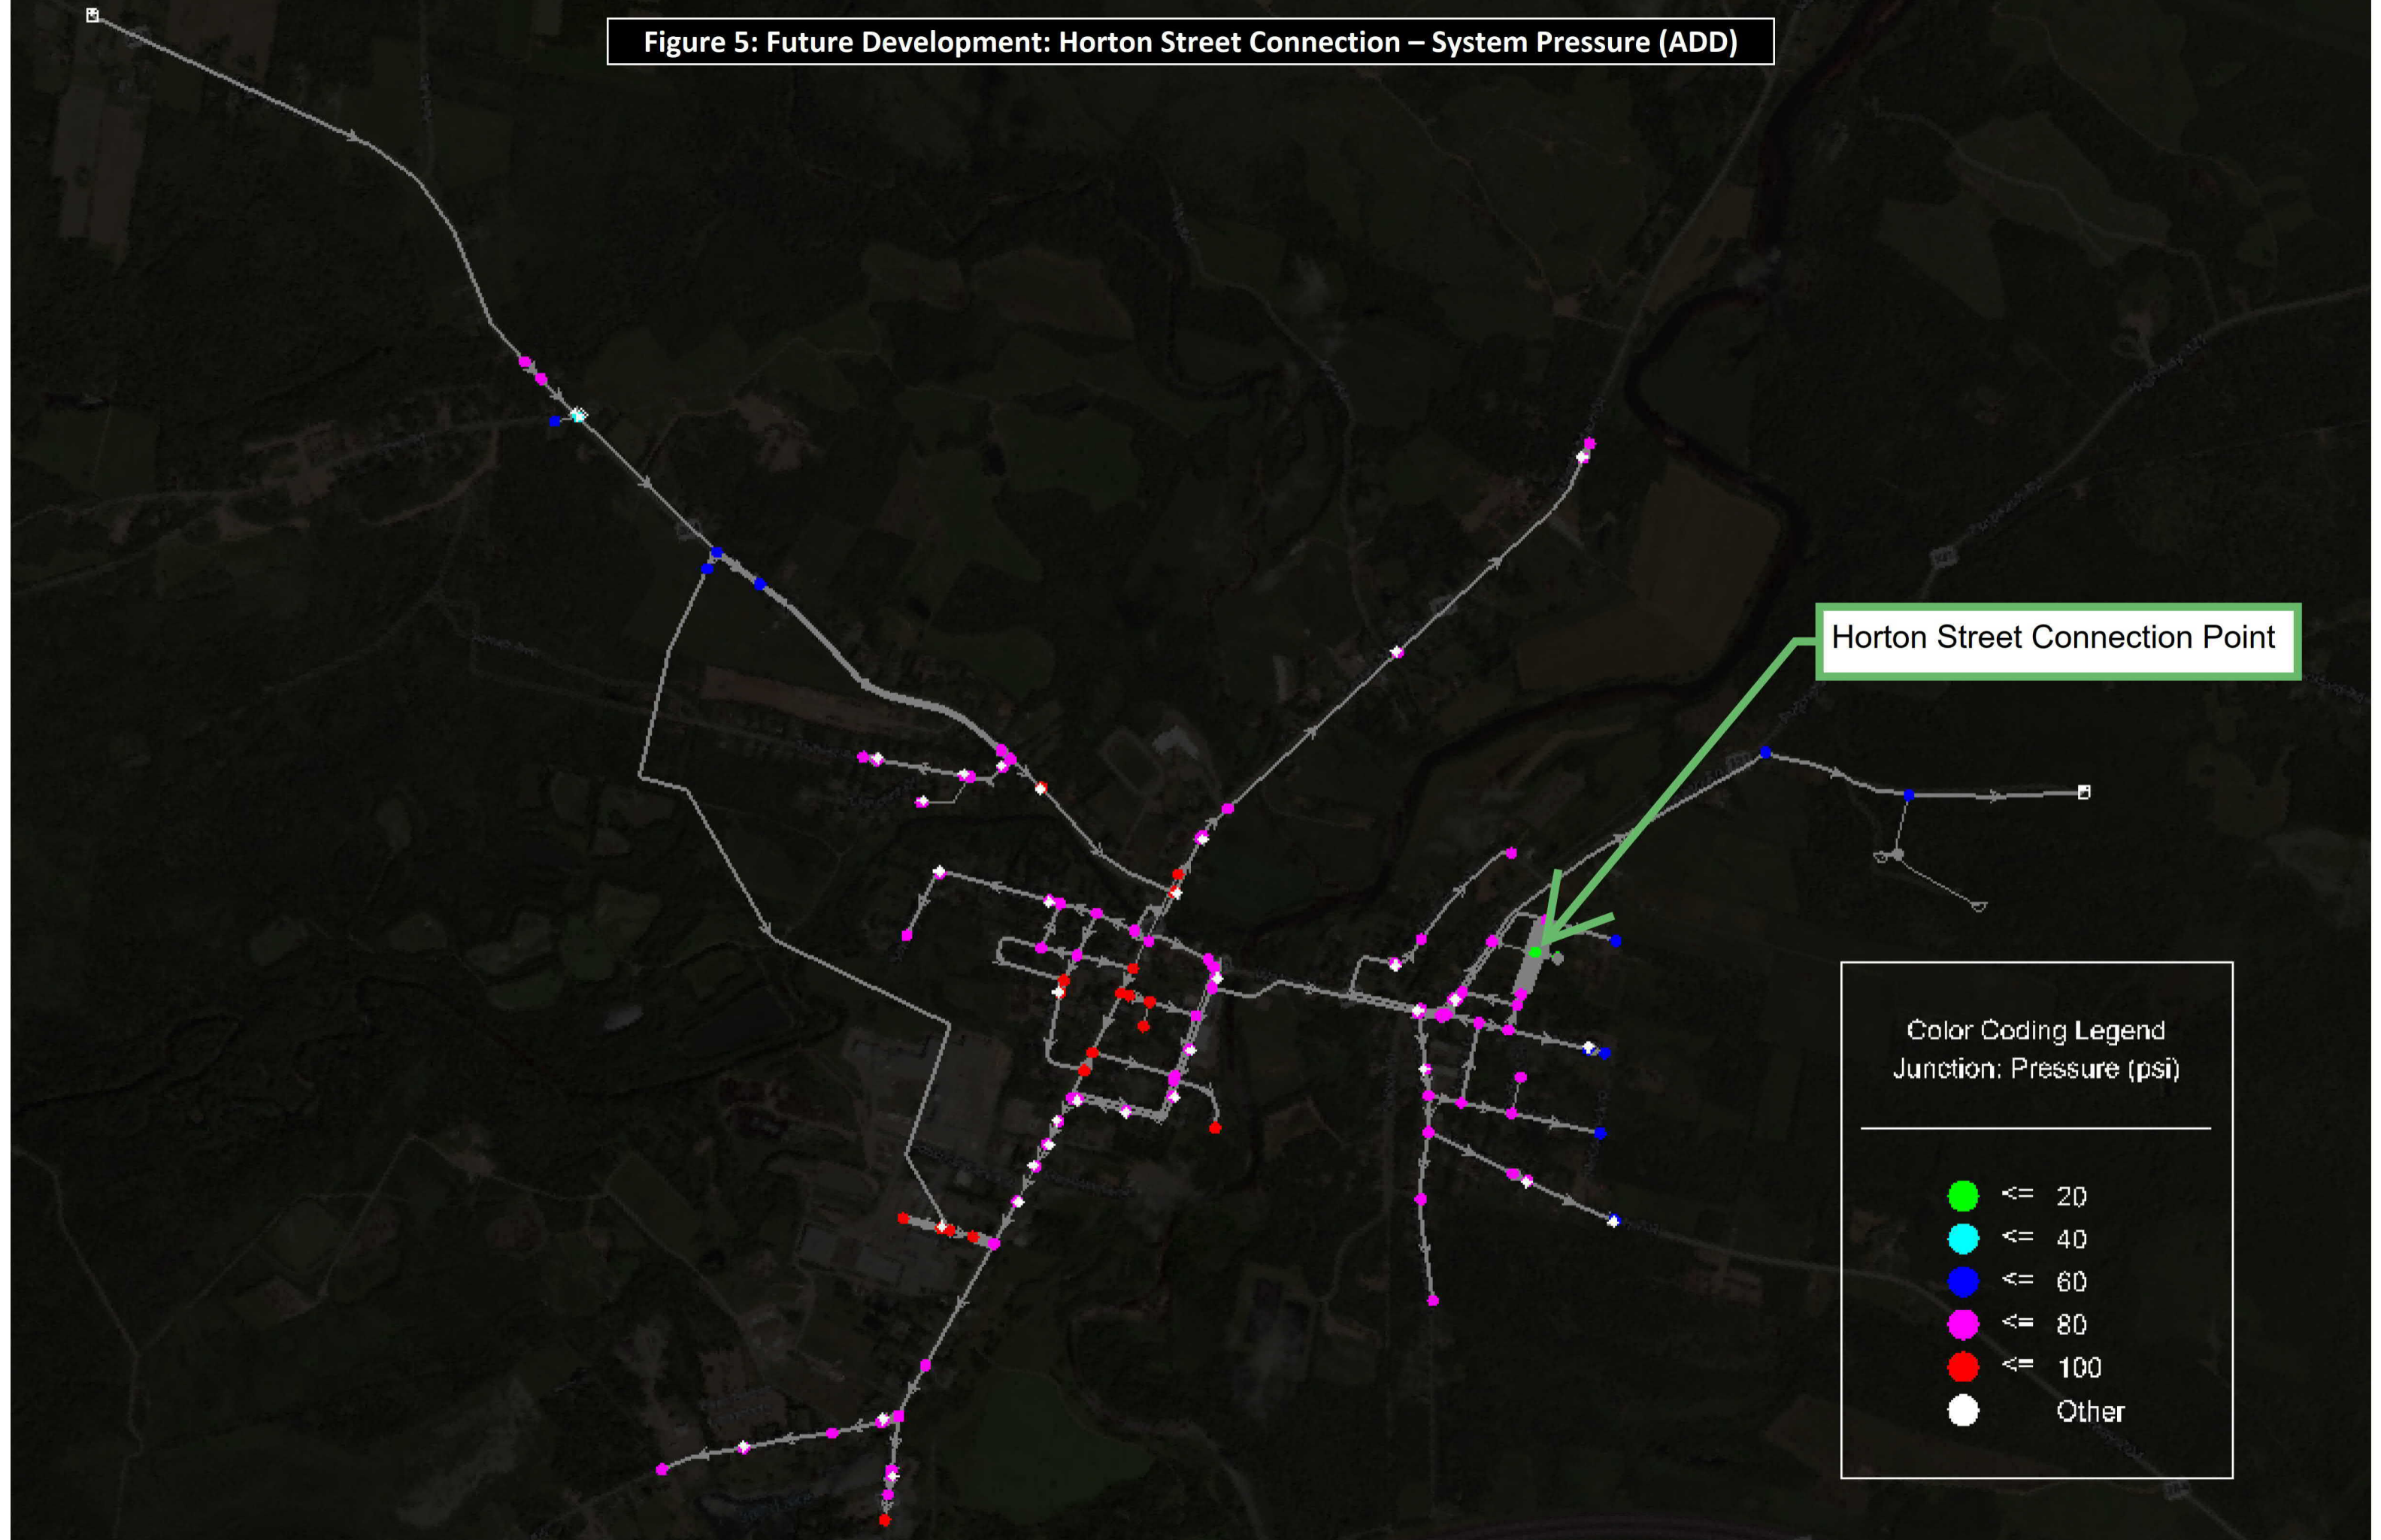 Figure 5: Future Development: Horton Street Connection – System Pressure (ADD)
Horton Street Connection Point
Color Coding Legend
Junction: Pressure (psi)
<= 20
<= 40
<= 60
<= 80
<= 100
Other